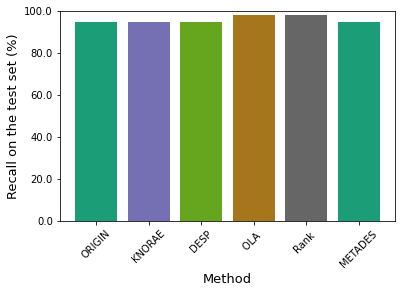 Recall on the test set (%)
100.0
80.0
60.0
40.0
20.0
0.0
ORIGIN
KNORAE
DESP
OLA
Rank
METADES
Method